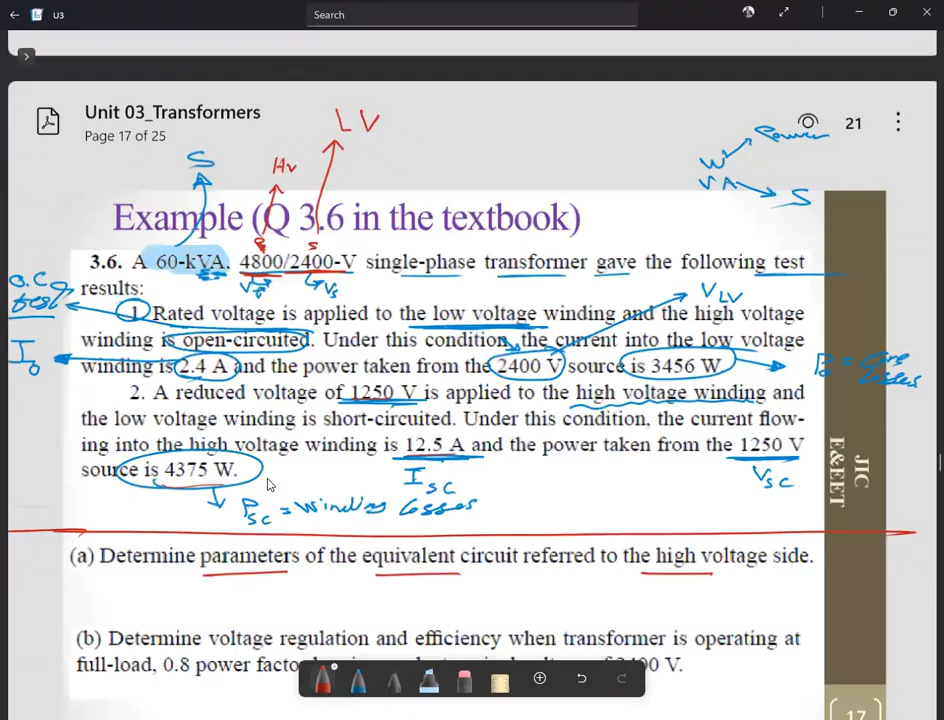 U3
Search
Unit 03_Transformers
Page 17 of 25
21
LV
S
HV
W → Power
VA → S
Example (Q 3.6 in the textbook)
P
S
3.6. A 60-kVA, 4800/2400-V single-phase transformer gave the following test
results:
O.C
test
Vp
Vs
VLV
1. Rated voltage is applied to the low voltage winding and the high voltage
winding is open-circuited. Under this condition, the current into the low voltage
winding is 2.4 A and the power taken from the 2400 V source is 3456 W.
I0
P0 = Core
losses
2. A reduced voltage of 1250 V is applied to the high voltage winding and
the low voltage winding is short-circuited. Under this condition, the current flow-
ing into the high voltage winding is 12.5 A and the power taken from the 1250 V
source is 4375 W.
ISC
VSC
PSC = Winding Losses
JIC
E&EET
(a) Determine parameters of the equivalent circuit referred to the high voltage side.
(b) Determine voltage regulation and efficiency when transformer is operating at
full-load, 0.8 power facto 400 V.
17